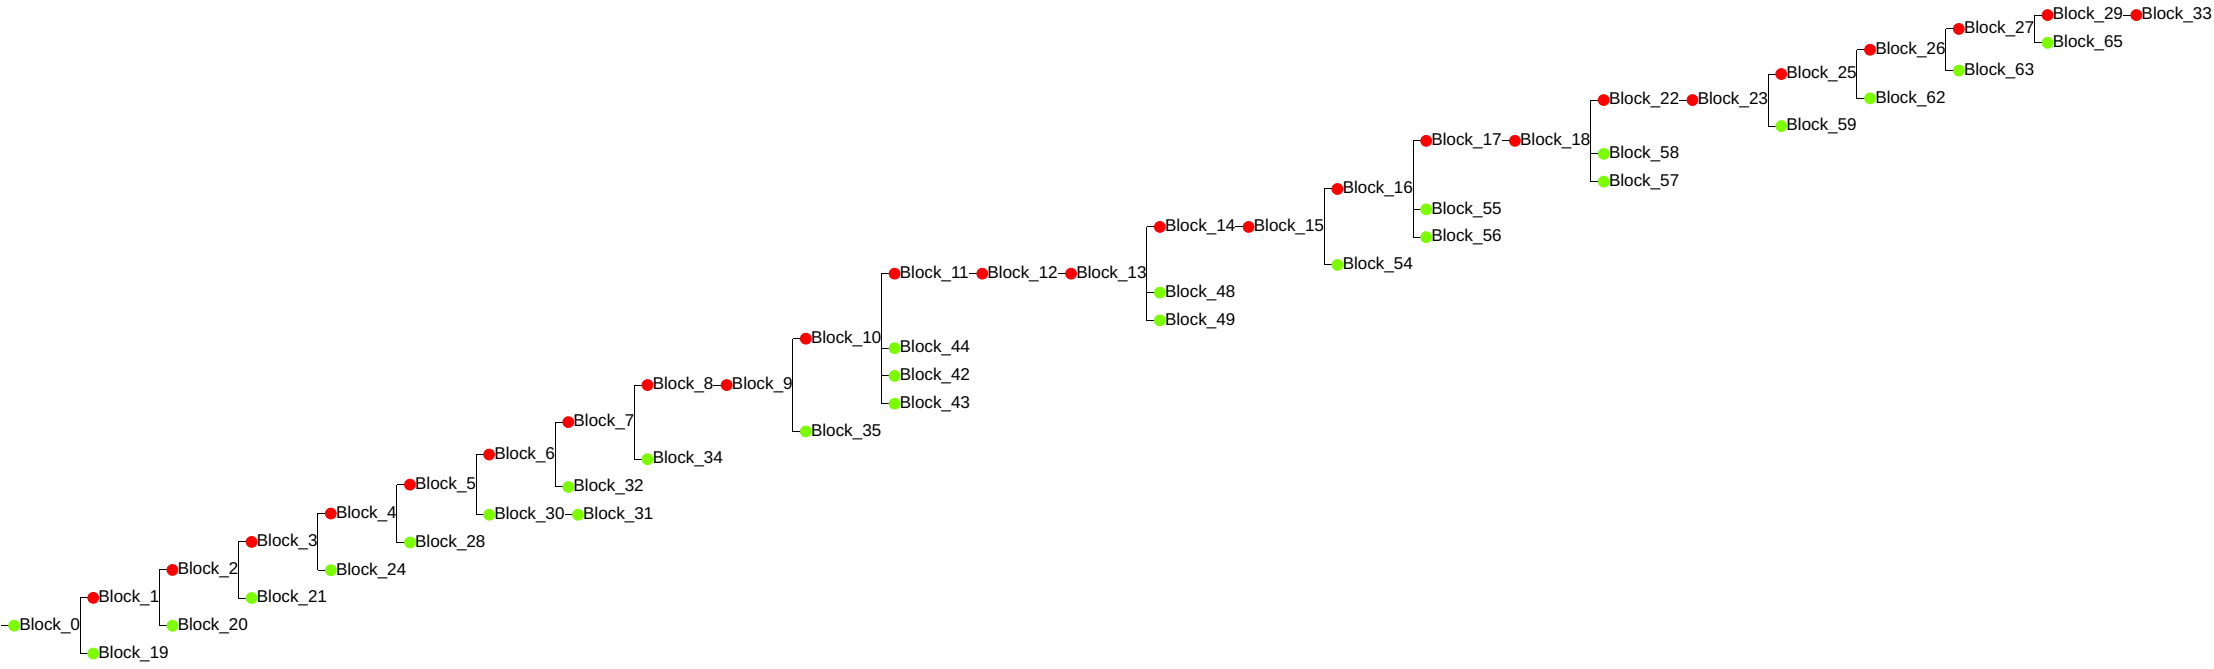 Block_29 Block_33
Block_27
Block_65
Block_26
Block_63
Block_25
Block_62
Block_22 Block_23
Block_59
Block_17 Block_18
Block_58
Block_57
Block_16
Block_55
Block_14 Block_15
Block_56
Block_54
Block_11 Block_12 Block_13
Block_48
Block_49
Block_10
Block_44
Block_42
Block_8 Block_9
Block_43
Block_7
Block_35
Block_6
Block_34
Block_5
Block_32
Block_4
Block_30 Block_31
Block_3
Block_28
Block_2
Block_24
Block_1
Block_21
Block_0
Block_20
Block_19